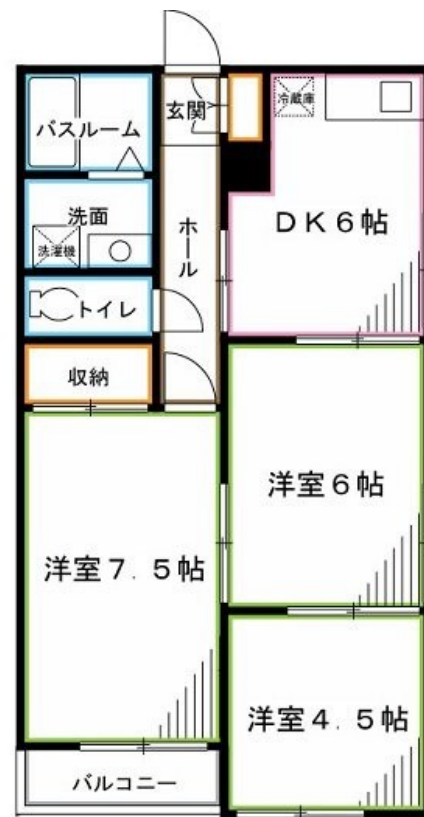 玄関
冷蔵庫
バスルーム
洗面
洗濯機
ホール
DK6帖
トイレ
収納
洋室6帖
洋室7.5帖
洋室4.5帖
バルコニー